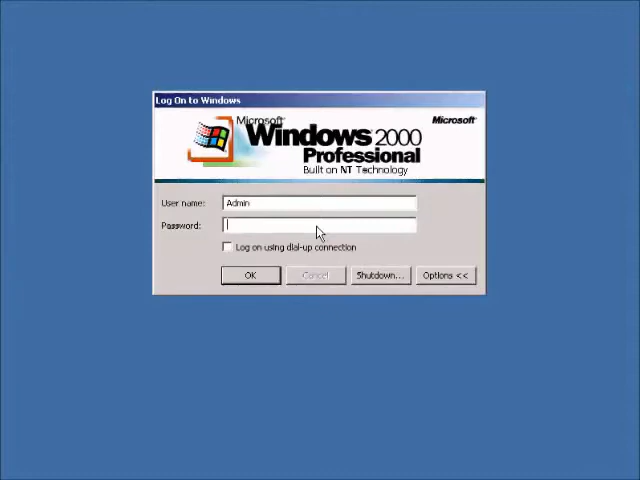 Log On to Windows
Microsoft
Microsoft
Windows 2000
Professional
Built on NT Technology
User name: Admin
Password:
Log on using dial-up connection
OK Cancel Shutdown... Options <<